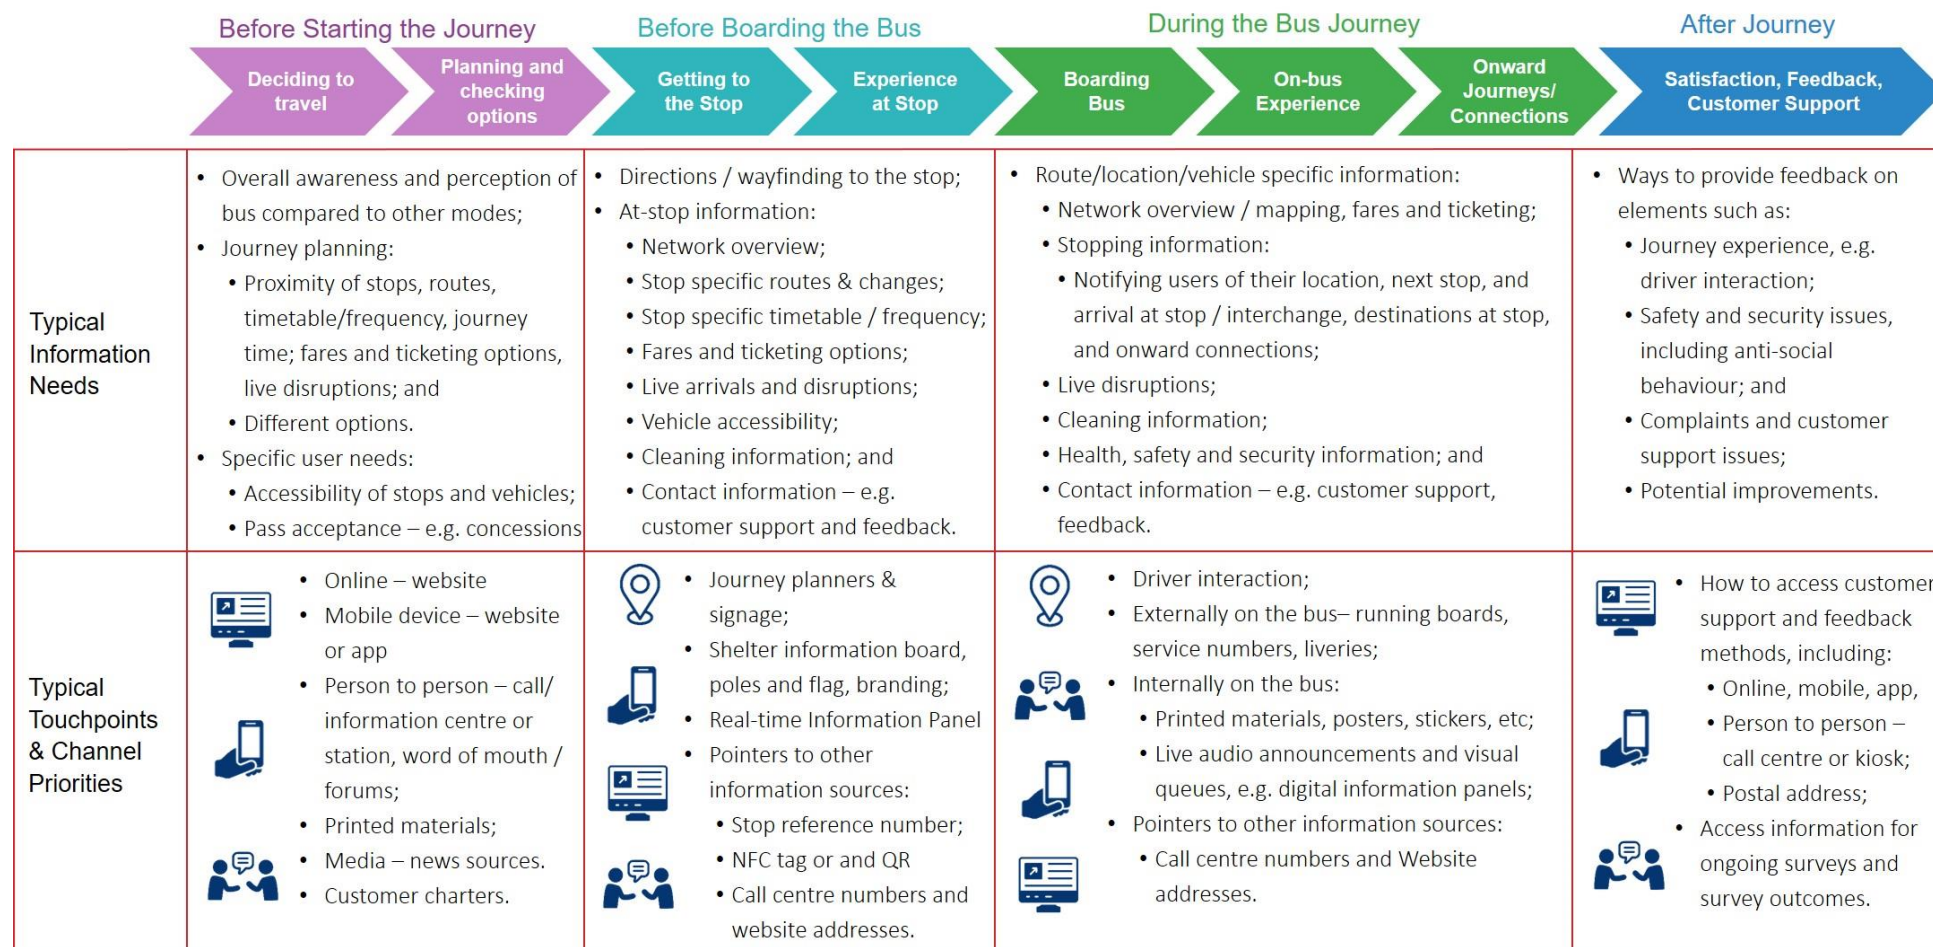 Before Starting the Journey
Before Boarding the Bus
During the Bus Journey
After Journey
Deciding to
travel
Planning and
checking
options
Getting to
the Stop
Experience
at Stop
Boarding
Bus
On-bus
Experience
Onward
Journeys/
Connections
Satisfaction, Feedback,
Customer Support
Typical
Information
Needs
• Overall awareness and perception of
bus compared to other modes;
• Journey planning:
• Proximity of stops, routes,
timetable/frequency, journey
time; fares and ticketing options,
live disruptions; and
• Different options.
• Specific user needs:
• Accessibility of stops and vehicles;
• Pass acceptance – e.g. concessions
• Directions / wayfinding to the stop;
• At-stop information:
• Network overview;
• Stop specific routes & changes;
• Stop specific timetable / frequency;
• Fares and ticketing options;
• Live arrivals and disruptions;
• Vehicle accessibility;
• Cleaning information; and
• Contact information – e.g.
customer support and feedback.
• Route/location/vehicle specific information:
• Network overview / mapping, fares and ticketing;
• Stopping information:
• Notifying users of their location, next stop, and
arrival at stop / interchange, destinations at stop,
and onward connections;
• Live disruptions;
• Cleaning information;
• Health, safety and security information; and
• Contact information – e.g. customer support,
feedback.
• Ways to provide feedback on
elements such as:
• Journey experience, e.g.
driver interaction;
• Safety and security issues,
including anti-social
behaviour; and
• Complaints and customer
support issues;
• Potential improvements.
Typical
Touchpoints
& Channel
Priorities
• Online – website
• Mobile device – website
or app
• Person to person – call/
information centre or
station, word of mouth /
forums;
• Printed materials;
• Media – news sources.
• Customer charters.
• Journey planners &
signage;
• Shelter information board,
poles and flag, branding;
• Real-time Information Panel
• Pointers to other
information sources:
• Stop reference number;
• NFC tag or and QR
• Call centre numbers and
website addresses.
• Driver interaction;
• Externally on the bus– running boards,
service numbers, liveries;
• Internally on the bus:
• Printed materials, posters, stickers, etc;
• Live audio announcements and visual
queues, e.g. digital information panels;
• Pointers to other information sources:
• Call centre numbers and Website
addresses.
• How to access customer
support and feedback
methods, including:
• Online, mobile, app,
• Person to person –
call centre or kiosk;
• Postal address;
• Access information for
ongoing surveys and
survey outcomes.